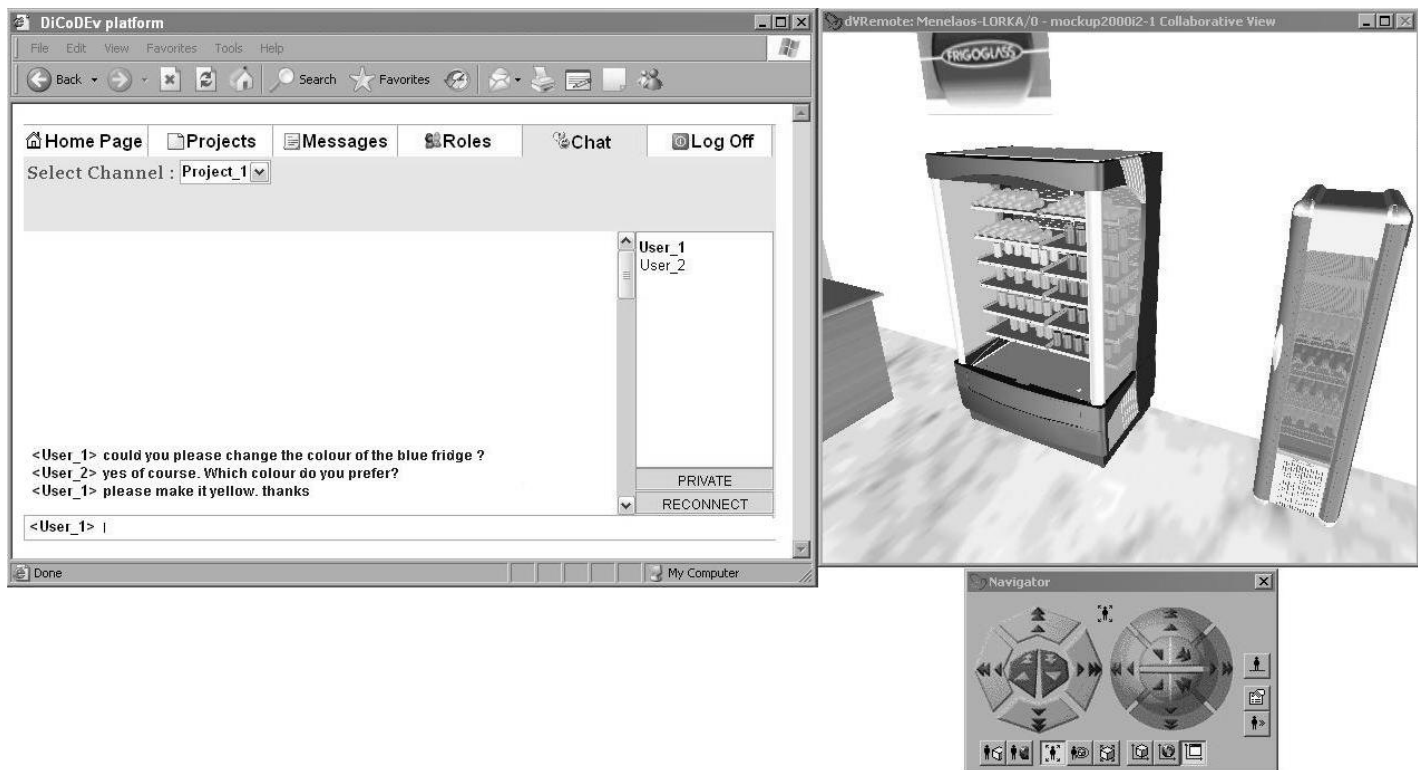 DiCoDEv platform
File Edit View Favorites Tools Help
Back Search Favorites
Home Page Projects Messages Roles Chat Log Off
Select Channel : Project_1
User_1
User_2
<User_1> could you please change the colour of the blue fridge ?
<User_2> yes of course. Which colour do you prefer?
<User_1> please make it yellow. thanks
PRIVATE
RECONNECT
<User_1>
Done My Computer
dVRemote: Menelaos-LORKA/0 - mockup2000i2-1 Collaborative View
FRIGOGLASS
Navigator